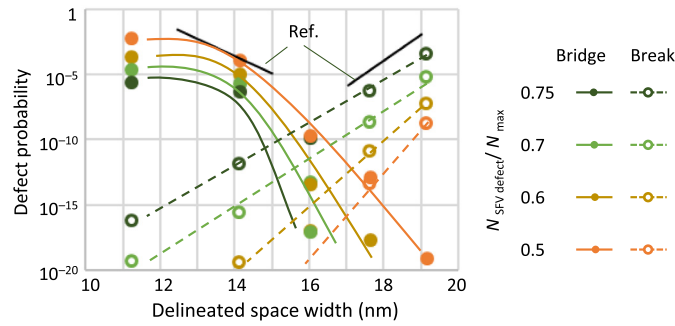 1
10−5
10−10
10−15
10−20
Defect probability
10 12 14 16 18 20
Delineated space width (nm)
Ref.
Bridge Break
0.75
0.7
0.6
0.5
N SFV defect/ N max